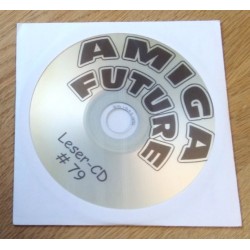 AMIGA
FUTURE
Leser-CD
# 79